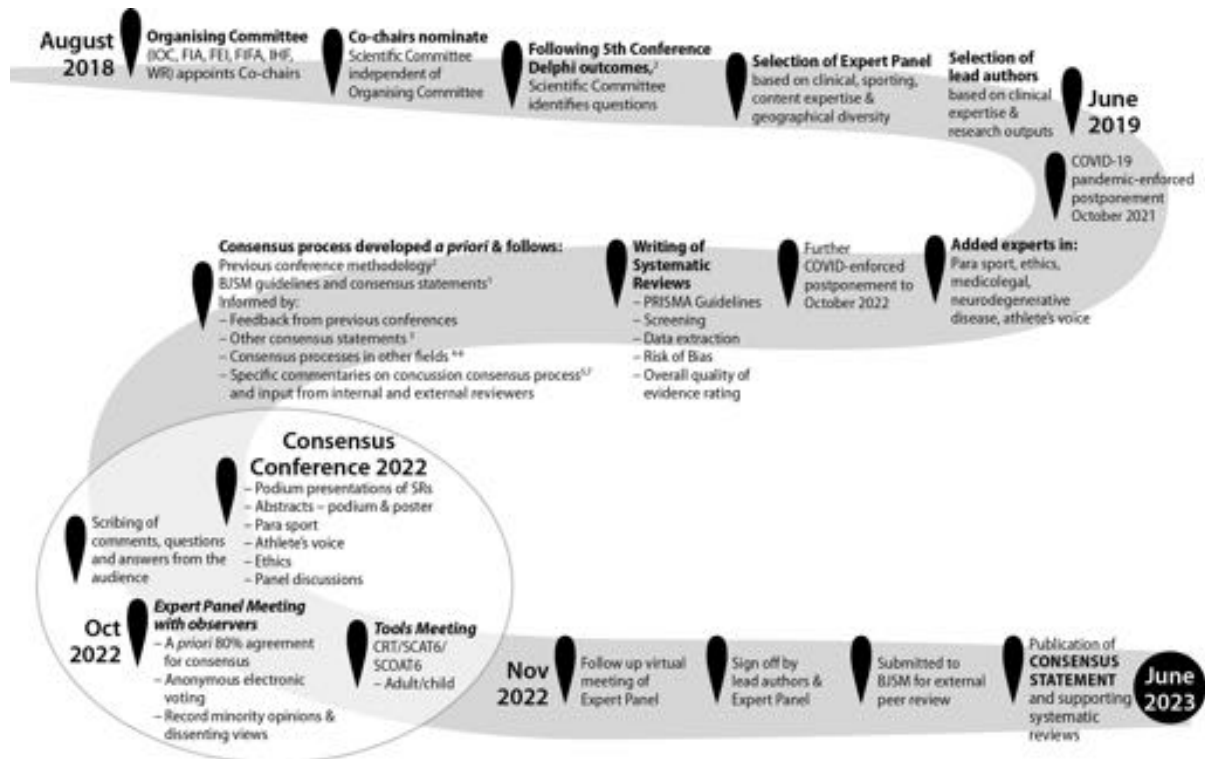 August
2018
Organising Committee
(IOC, FIA, FEI, FIFA, IHF,
WR) appoints Co-chairs
Co-chairs nominate
Scientific Committee
independent of
Organising Committee
Following 5th Conference
Delphi outcomes,
Scientific Committee
identifies questions
Selection of Expert Panel
based on clinical, sporting,
content expertise &
geographical diversity
Selection of
lead authors
based on clinical
expertise &
research outputs
June
2019
COVID-19
pandemic-enforced
postponement
October 2021
Added experts in:
Para sport, ethics,
medicolegal,
neurodegenerative
disease, athlete's voice
Further
COVID-enforced
postponement to
October 2022
Writing of
Systematic
Reviews
– PRISMA Guidelines
– Screening
– Data extraction
– Risk of Bias
– Overall quality of
evidence rating
Consensus process developed a priori & follows:
Previous conference methodology
BJSM guidelines and consensus statements
Informed by:
– Feedback from previous conferences
– Other consensus statements
– Consensus processes in other fields
– Specific commentaries on concussion consensus process
and input from internal and external reviewers
Consensus
Conference 2022
– Podium presentations of SRs
– Abstracts – podium & poster
– Para sport
– Athlete's voice
– Ethics
– Panel discussions
Scribing of
comments, questions
and answers from the
audience
Oct
2022
Expert Panel Meeting
with observers
– A priori 80% agreement
for consensus
– Anonymous electronic
voting
– Record minority opinions &
dissenting views
Tools Meeting
CRT/SCAT6/
SCOAT6
– Adult/child
Nov
2022
Follow up virtual
meeting of
Expert Panel
Sign off by
lead authors &
Expert Panel
Submitted to
BJSM for external
peer review
Publication of
CONSENSUS
STATEMENT
and supporting
systematic
reviews
June
2023